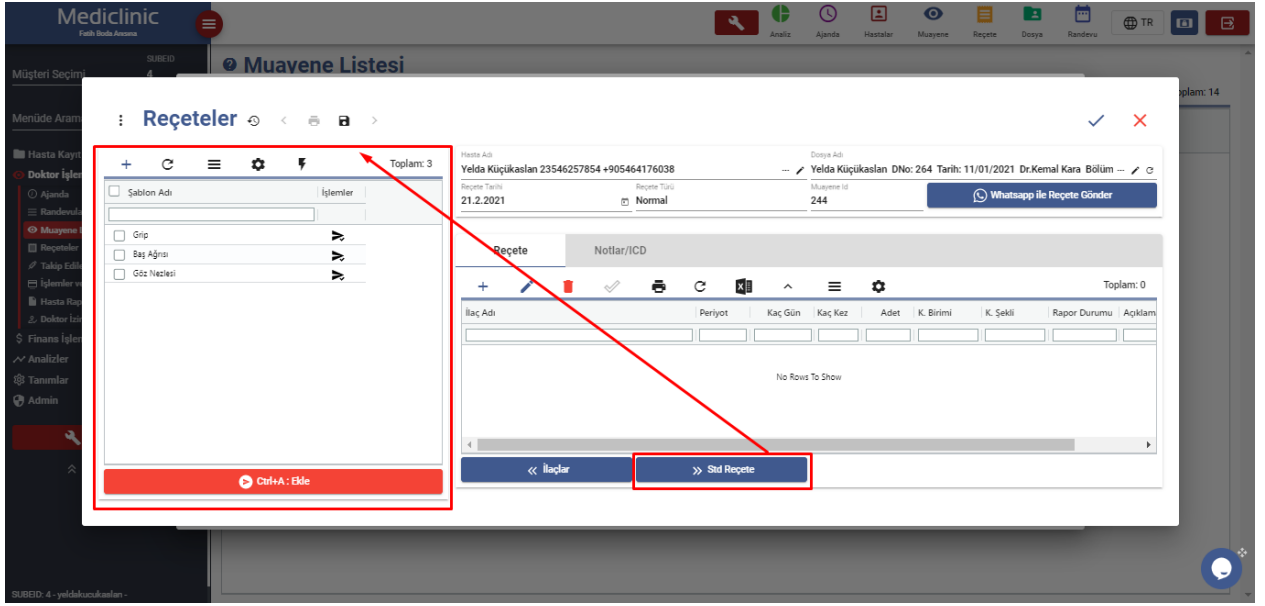 Mediclinic
Fatih Boda Ancona
Analiz
Ajanda
Hastalar
Muayene
Reçete
Dosya
Randevu
TR
SUBEID
Müşteri Seçimi
4
Muayene Listesi
Toplam: 14
Menüde Aram
Hasta Kayıt
Doktor İşler
Ajanda
Randevula
Muayene
Reçeteler
Takip Edile
İşlemler ve
Hasta Rap
Doktor İzin
Finans İşler
Analizler
Tanımlar
Admin
Reçeteler
Toplam: 3
Şablon Adı
İşlemler
Grip
Baş Ağrısı
Göz Nezlesi
Ctrl+A : Ekle
Hasta Adı
Yelda Küçükaslan 23546257854 +905464176038
Dosya Adı
Yelda Küçükaslan DNo: 264 Tarih: 11/01/2021 Dr.Kemal Kara Bölüm
Reçete Tarihi
21.2.2021
Reçete Türü
Normal
Muayene Id
244
Whatsapp ile Reçete Gönder
Reçete
Notlar/ICD
Toplam: 0
İlaç Adı
Periyot
Kaç Gün
Kaç Kez
Adet
K. Birimi
K. Şekli
Rapor Durumu
Açıklam
No Rows To Show
« İlaçlar
» Std Reçete
SUBEID: 4 - yeldakucukaslan -